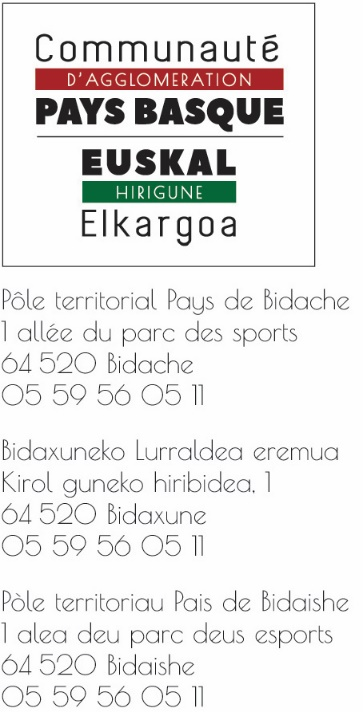 Communauté
D'AGGLOMERATION
PAYS BASQUE
EUSKAL
HIRIGUNE
Elkargoa
Pôle territorial Pays de Bidache
1 allée du parc des sports
64 520 Bidache
05 59 56 05 11
Bidaxuneko Lurraldea eremua
Kirol guneko hiribidea, 1
64 520 Bidaxune
05 59 56 05 11
Pòle territoriau Pais de Bidaishe
1 alea deu parc deus esports
64 520 Bidaishe
05 59 56 05 11